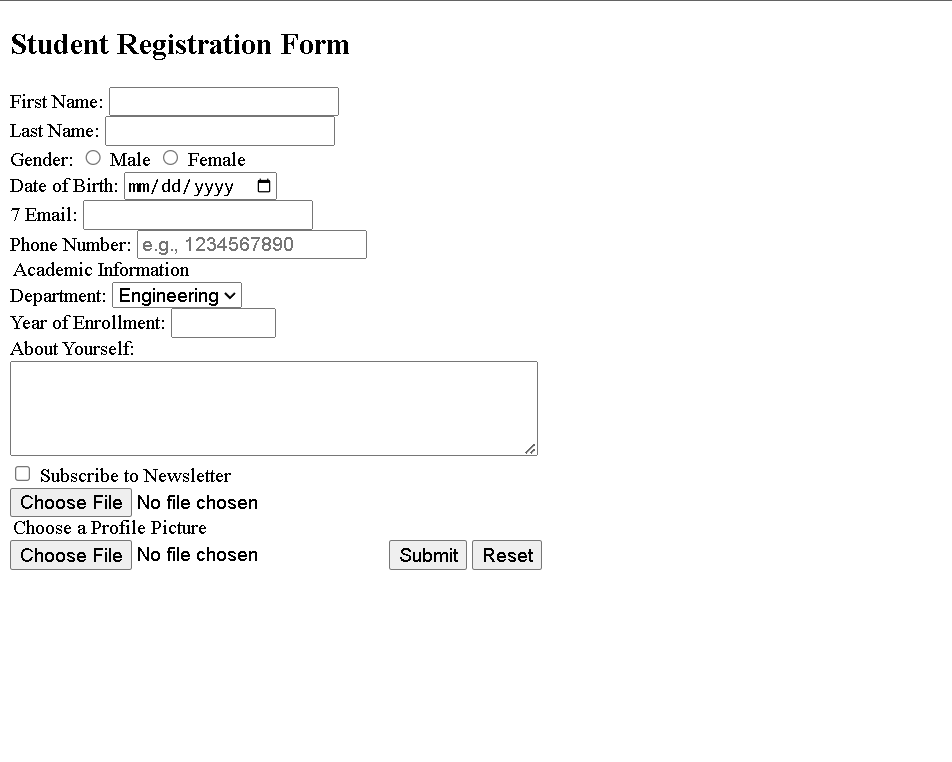 Student Registration Form
First Name:
Last Name:
Gender: Male Female
Date of Birth: mm/dd/yyyy
7 Email:
Phone Number: e.g., 1234567890
Academic Information
Department: Engineering
Year of Enrollment:
About Yourself:
Subscribe to Newsletter
Choose File No file chosen
Choose a Profile Picture
Choose File No file chosen Submit Reset